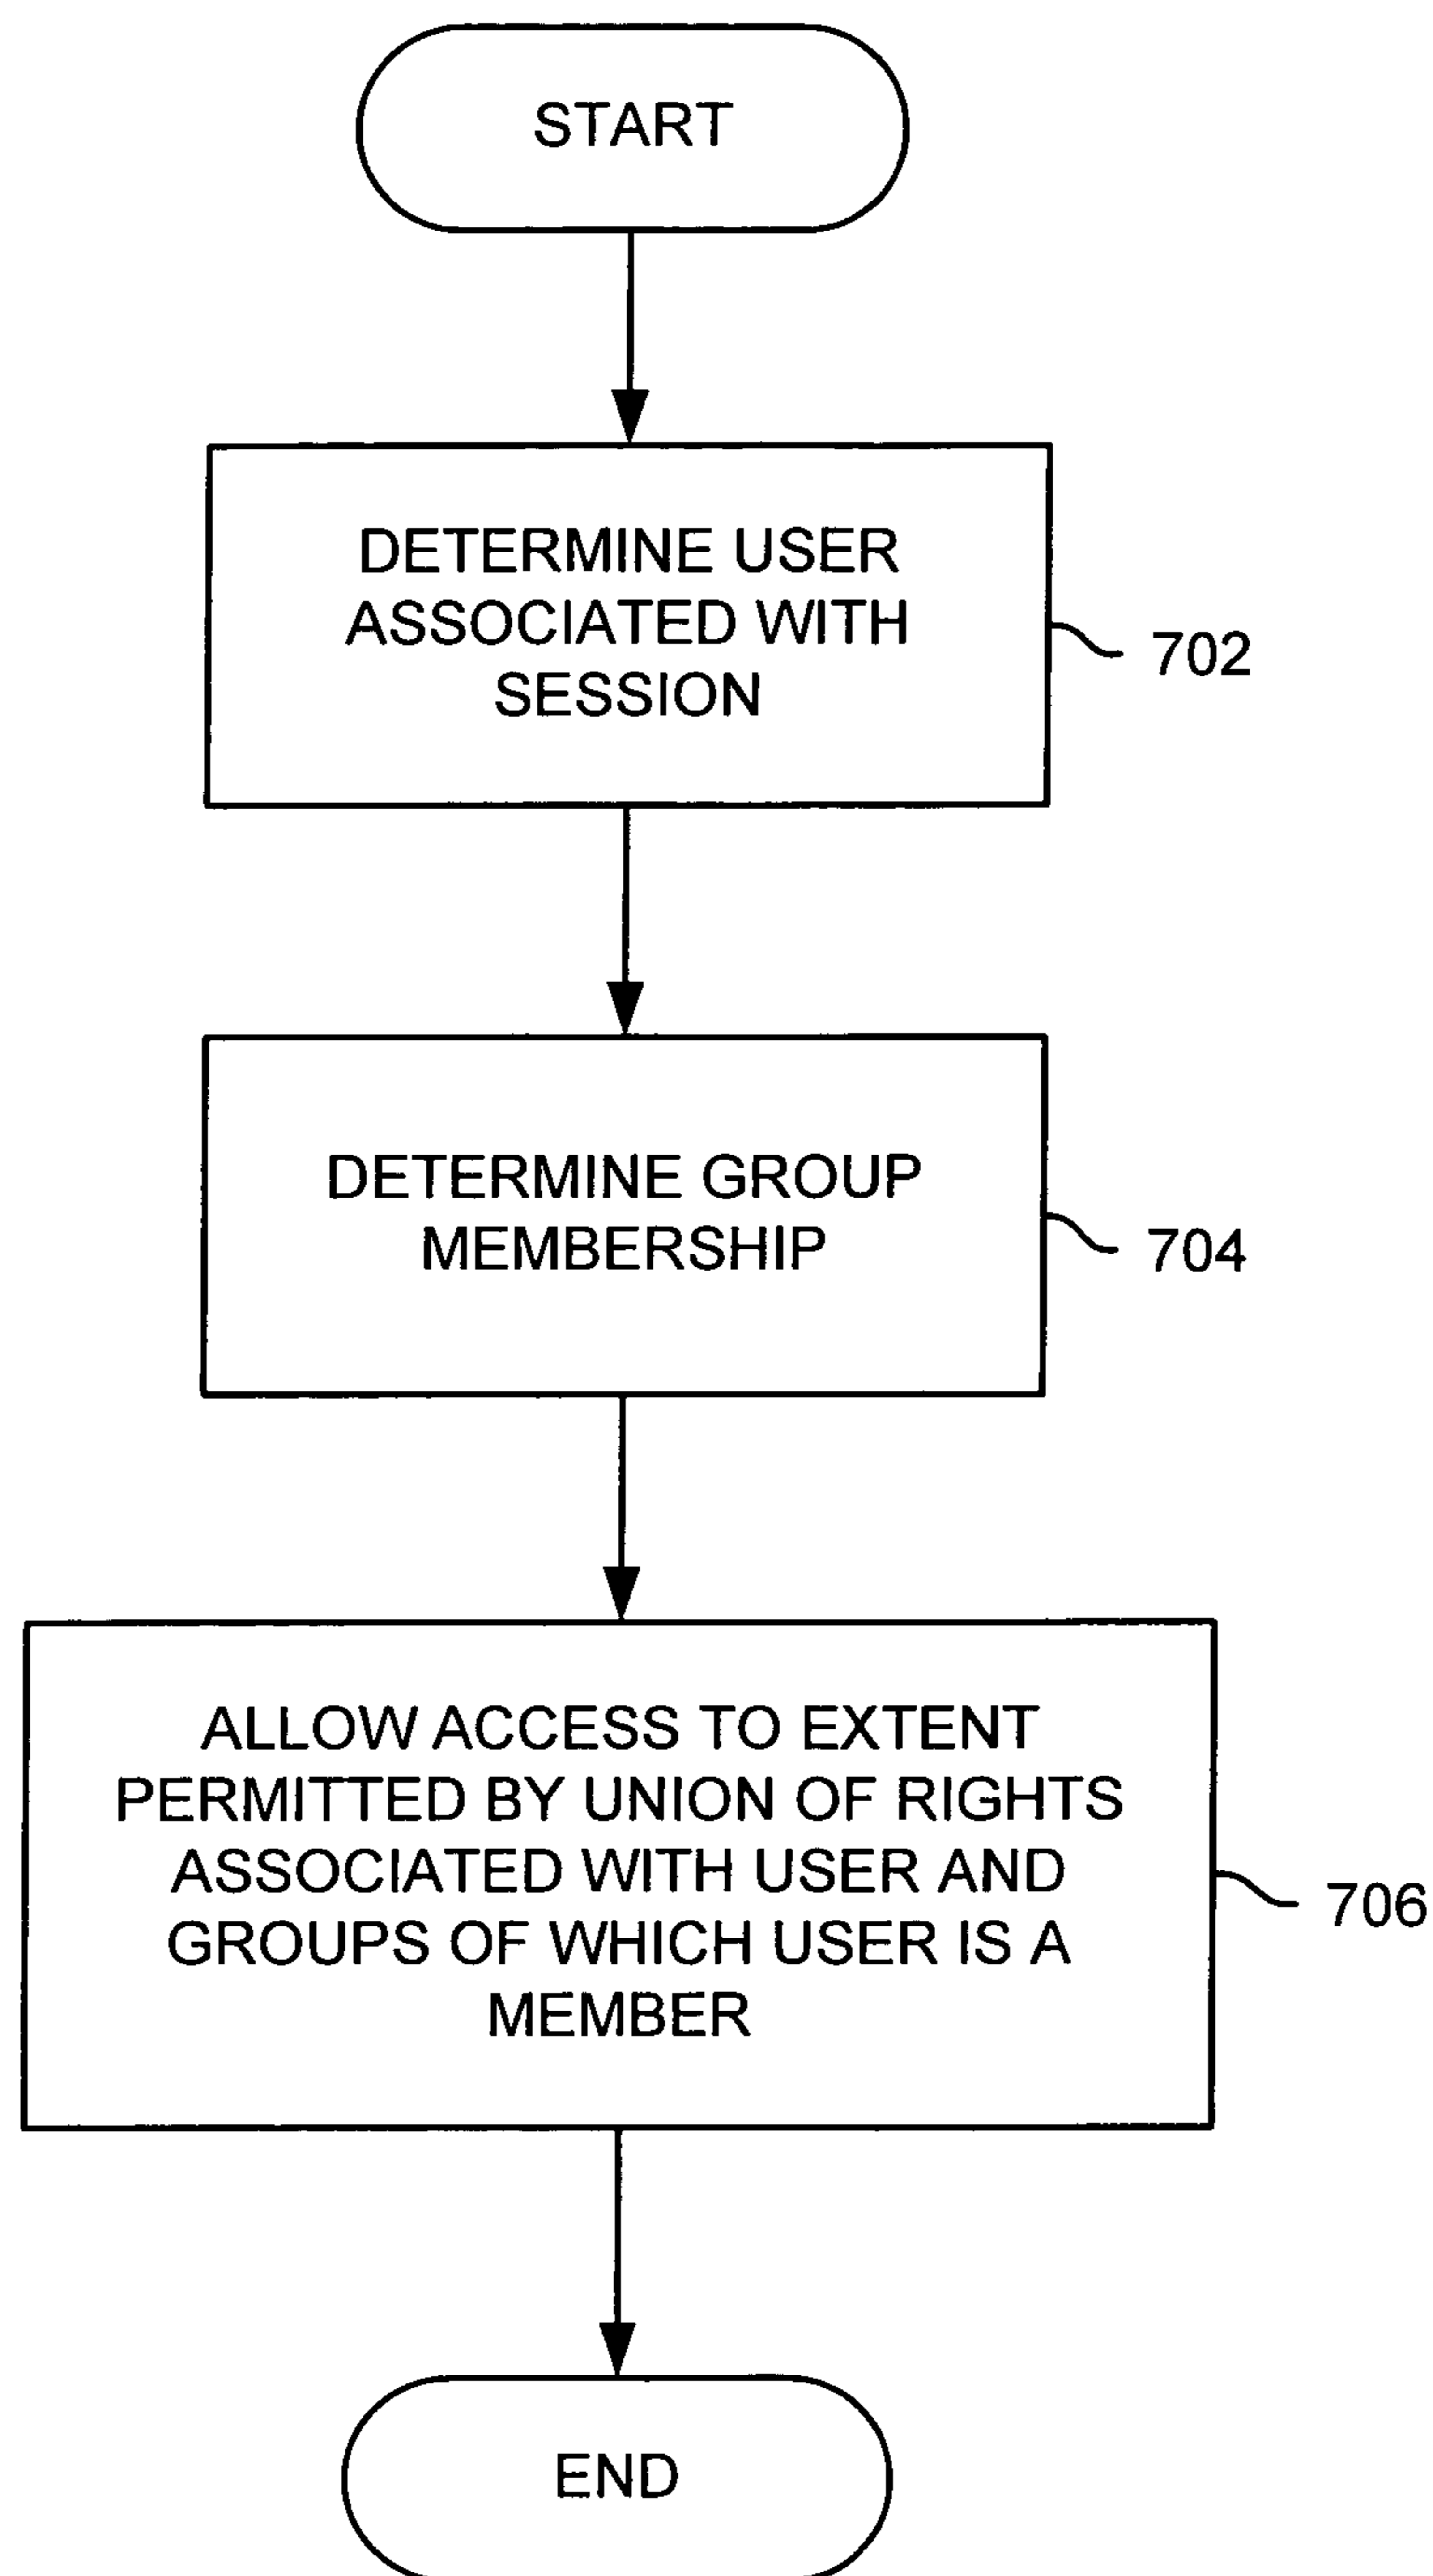 START
DETERMINE USER
ASSOCIATED WITH
SESSION
702
DETERMINE GROUP
MEMBERSHIP
704
ALLOW ACCESS TO EXTENT
PERMITTED BY UNION OF RIGHTS
ASSOCIATED WITH USER AND
GROUPS OF WHICH USER IS A
MEMBER
706
END